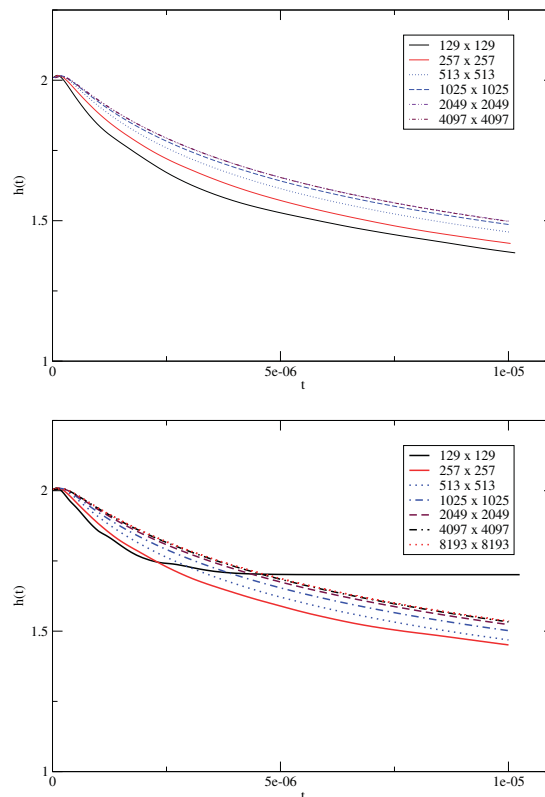 129 x 129
257 x 257
513 x 513
1025 x 1025
2049 x 2049
4097 x 4097
2
1.5
1
h(t)
0
5e-06
1e-05
t
129 x 129
257 x 257
513 x 513
1025 x 1025
2049 x 2049
4097 x 4097
8193 x 8193
2
1.5
1
h(t)
0
5e-06
1e-05
t